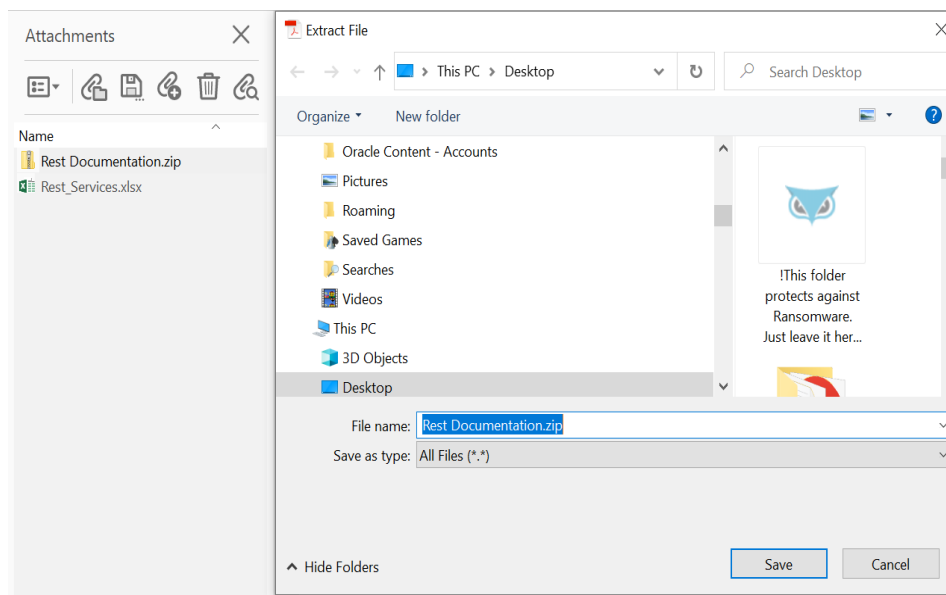 Attachments
Name
Rest Documentation.zip
Rest_Services.xlsx
Extract File
This PC
Desktop
Search Desktop
Organize
New folder
?
Oracle Content - Accounts
Pictures
Roaming
Saved Games
Searches
Videos
This PC
3D Objects
Desktop
!This folder
protects against
Ransomware.
Just leave it her...
File name: Rest Documentation.zip
Save as type: All Files (*.*)
Hide Folders
Save
Cancel